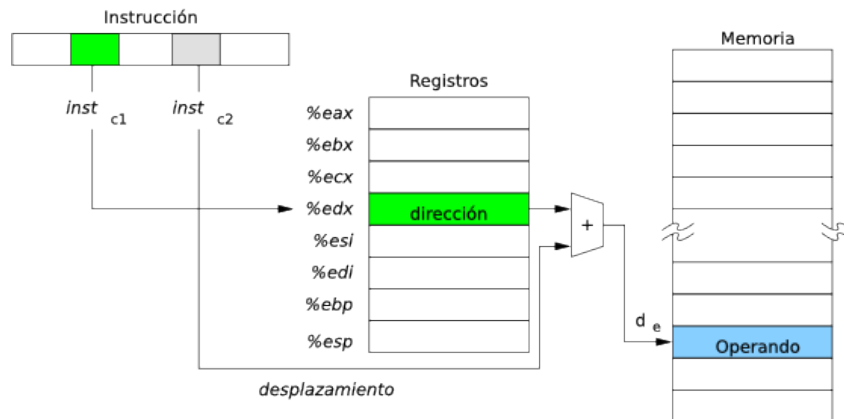 Instrucción
inst c1
inst c2
Registros
%eax
%ebx
%ecx
%edx
dirección
%esi
%edi
%ebp
%esp
desplazamiento
+
d e
Memoria
Operando